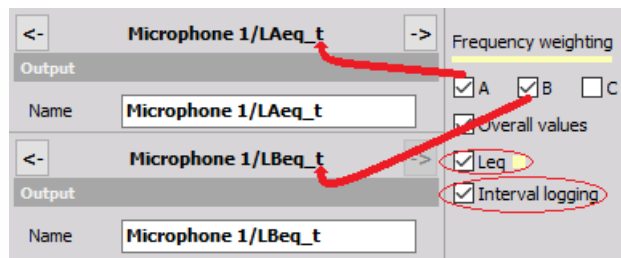 <- Microphone 1/LAeq_t ->
Output
Name Microphone 1/LAeq_t
<- Microphone 1/LBeq_t ->
Output
Name Microphone 1/LBeq_t
Frequency weighting
A B C
Overall values
Leq
Interval logging